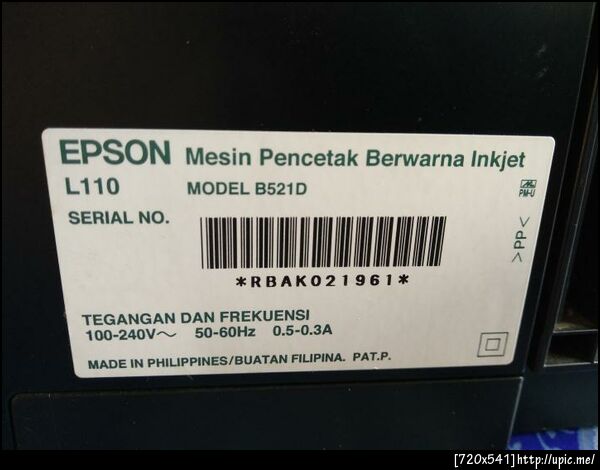 EPSON Mesin Pencetak Berwarna Inkjet
L110 MODEL B521D
PM-U
SERIAL NO.
>PP<
*RBAK021961*
TEGANGAN DAN FREKUENSI
100-240V～ 50-60Hz 0.5-0.3A
MADE IN PHILIPPINES/BUATAN FILIPINA. PAT.P.
[720x541]http://upic.me/